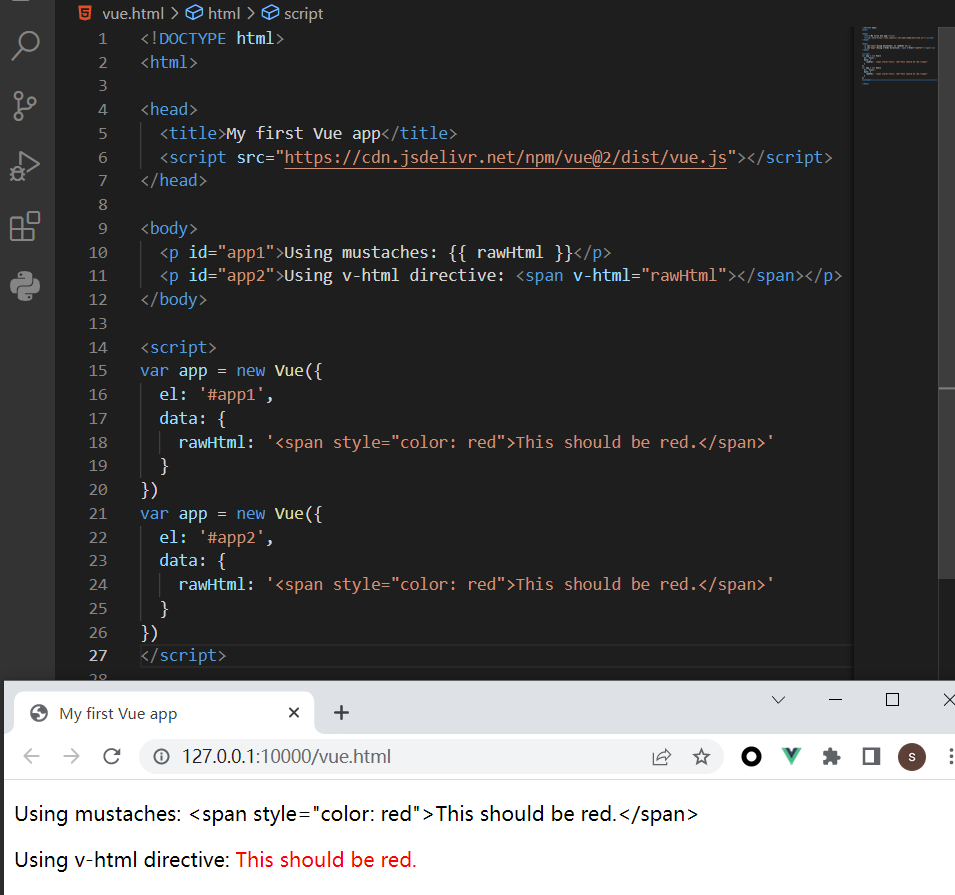 vue.html > html > script
1 <!DOCTYPE html>
2 <html>
3
4 <head>
5 <title>My first Vue app</title>
6 <script src="https://cdn.jsdelivr.net/npm/vue@2/dist/vue.js"></script>
7 </head>
8
9 <body>
10 <p id="app1">Using mustaches: {{ rawHtml }}</p>
11 <p id="app2">Using v-html directive: <span v-html="rawHtml"></span></p>
12 </body>
13
14 <script>
15 var app = new Vue({
16 el: '#app1',
17 data: {
18 rawHtml: '<span style="color: red">This should be red.</span>'
19 }
20 })
21 var app = new Vue({
22 el: '#app2',
23 data: {
24 rawHtml: '<span style="color: red">This should be red.</span>'
25 }
26 })
27 </script>
28
My first Vue app
127.0.0.1:10000/vue.html
s
Using mustaches: <span style="color: red">This should be red.</span>
Using v-html directive: This should be red.